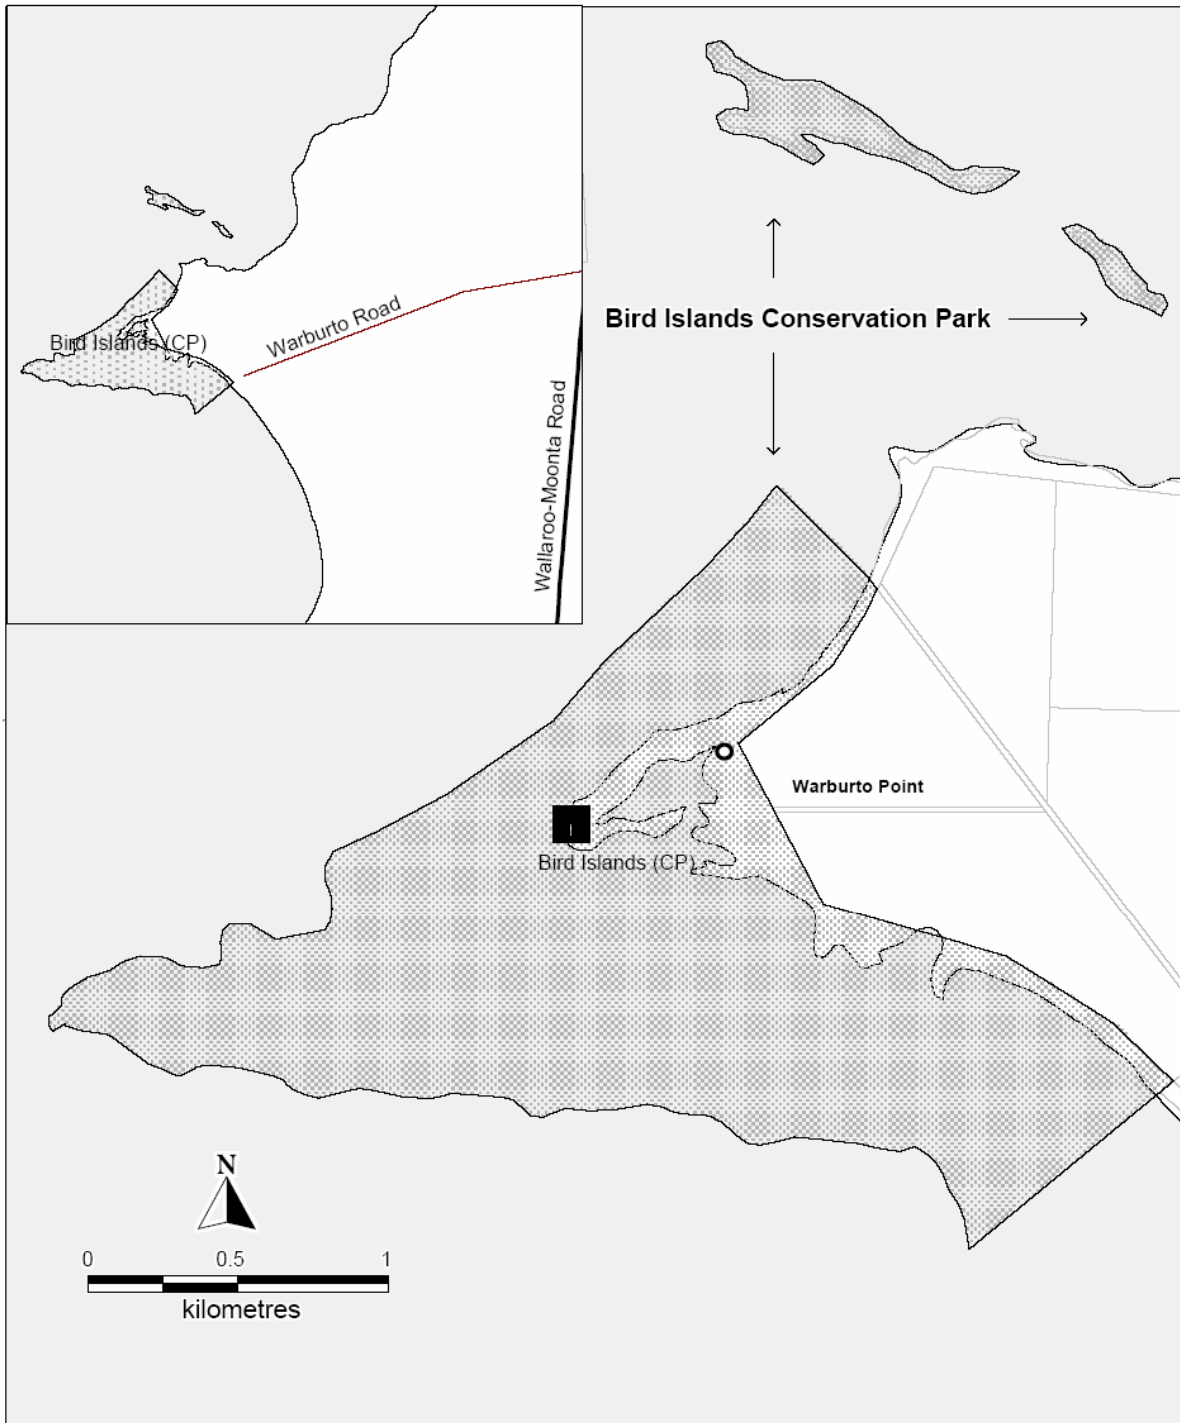 Bird Islands (CP)
Warburto Road
Wallaroo-Moonta Road
Bird Islands Conservation Park
Warburto Point
Bird Islands (CP)
N
0 0.5 1
kilometres